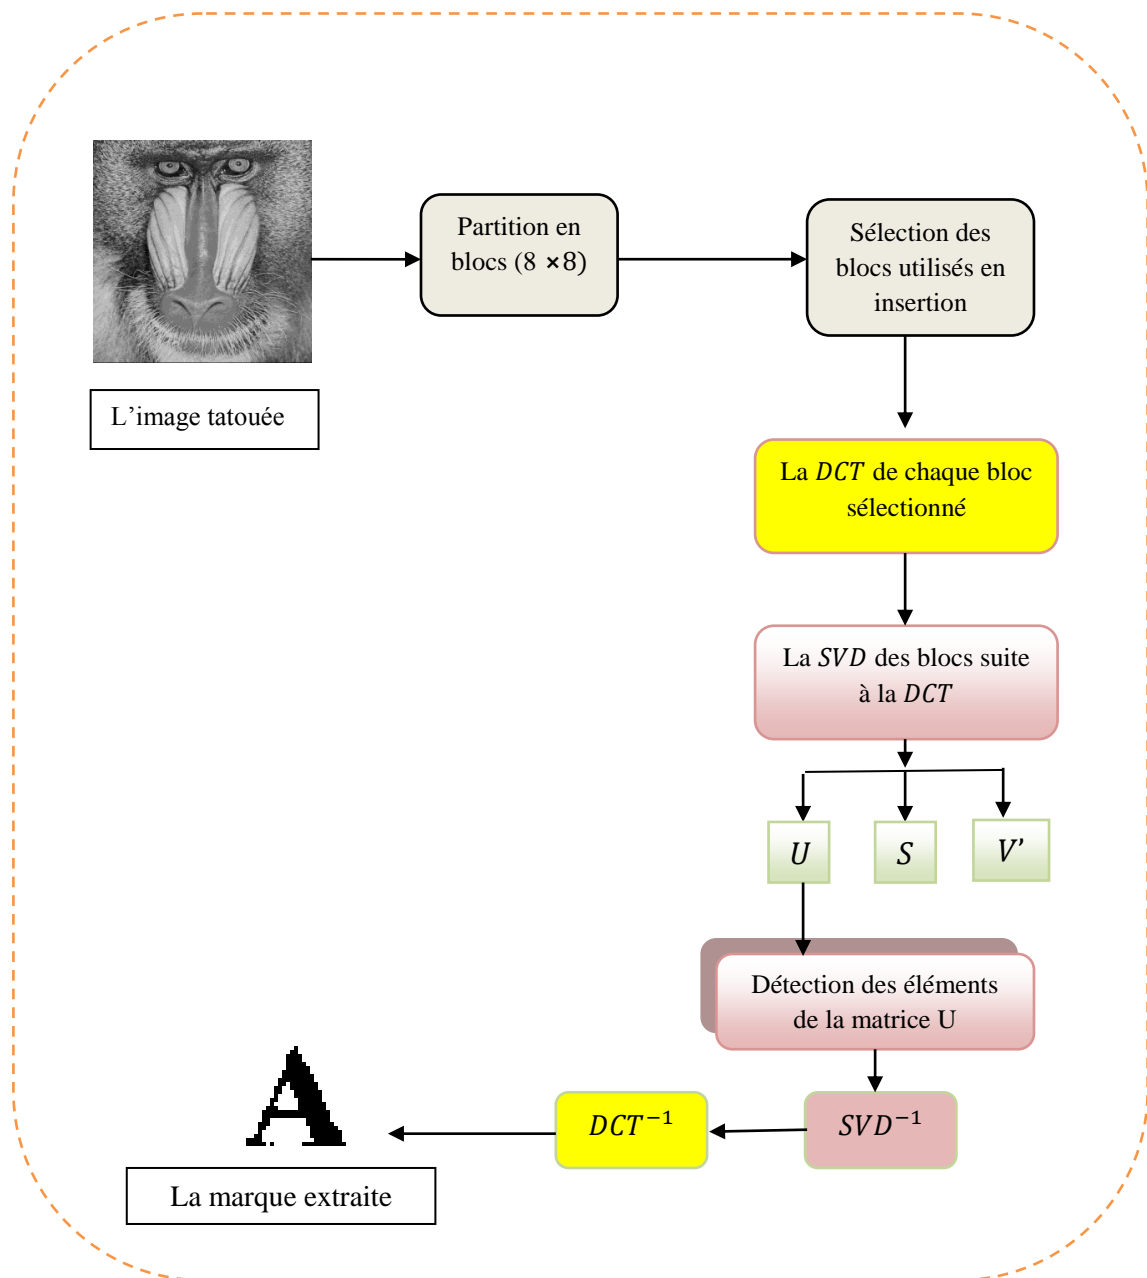 Partition en
blocs (8 ×8)
Sélection des
blocs utilisés en
insertion
L’image tatouée
La DCT de chaque bloc
sélectionné
La SVD des blocs suite
à la DCT
U
S
V’
Détection des éléments
de la matrice U
SVD⁻¹
DCT⁻¹
A
La marque extraite